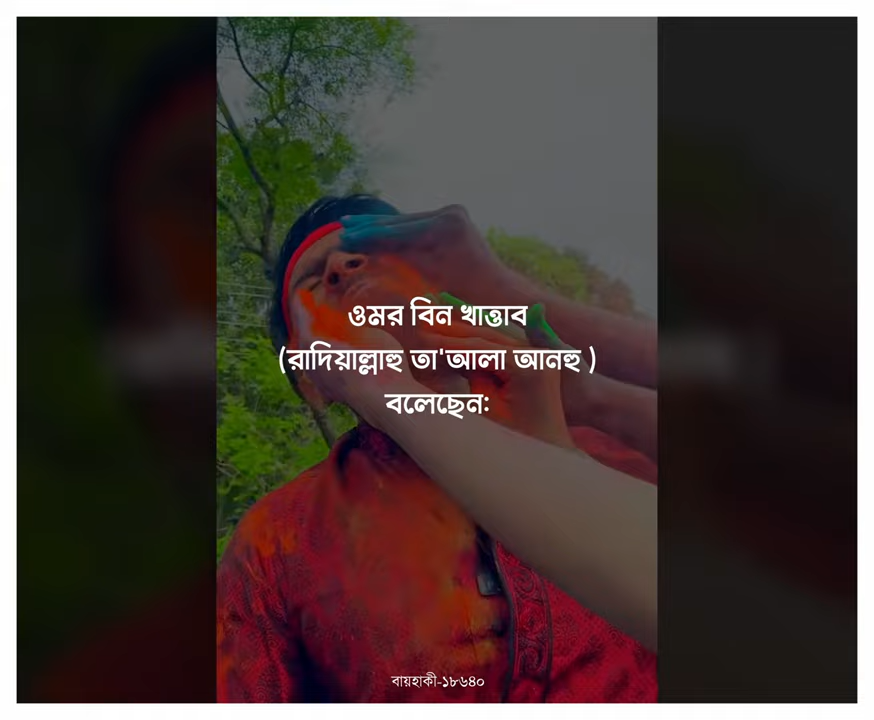 ওমর বিন খাত্তাব
(রাদিয়াল্লাহু তা'আলা আনহু )
বলেছেন:
বায়হাকী-১৮৬৪০